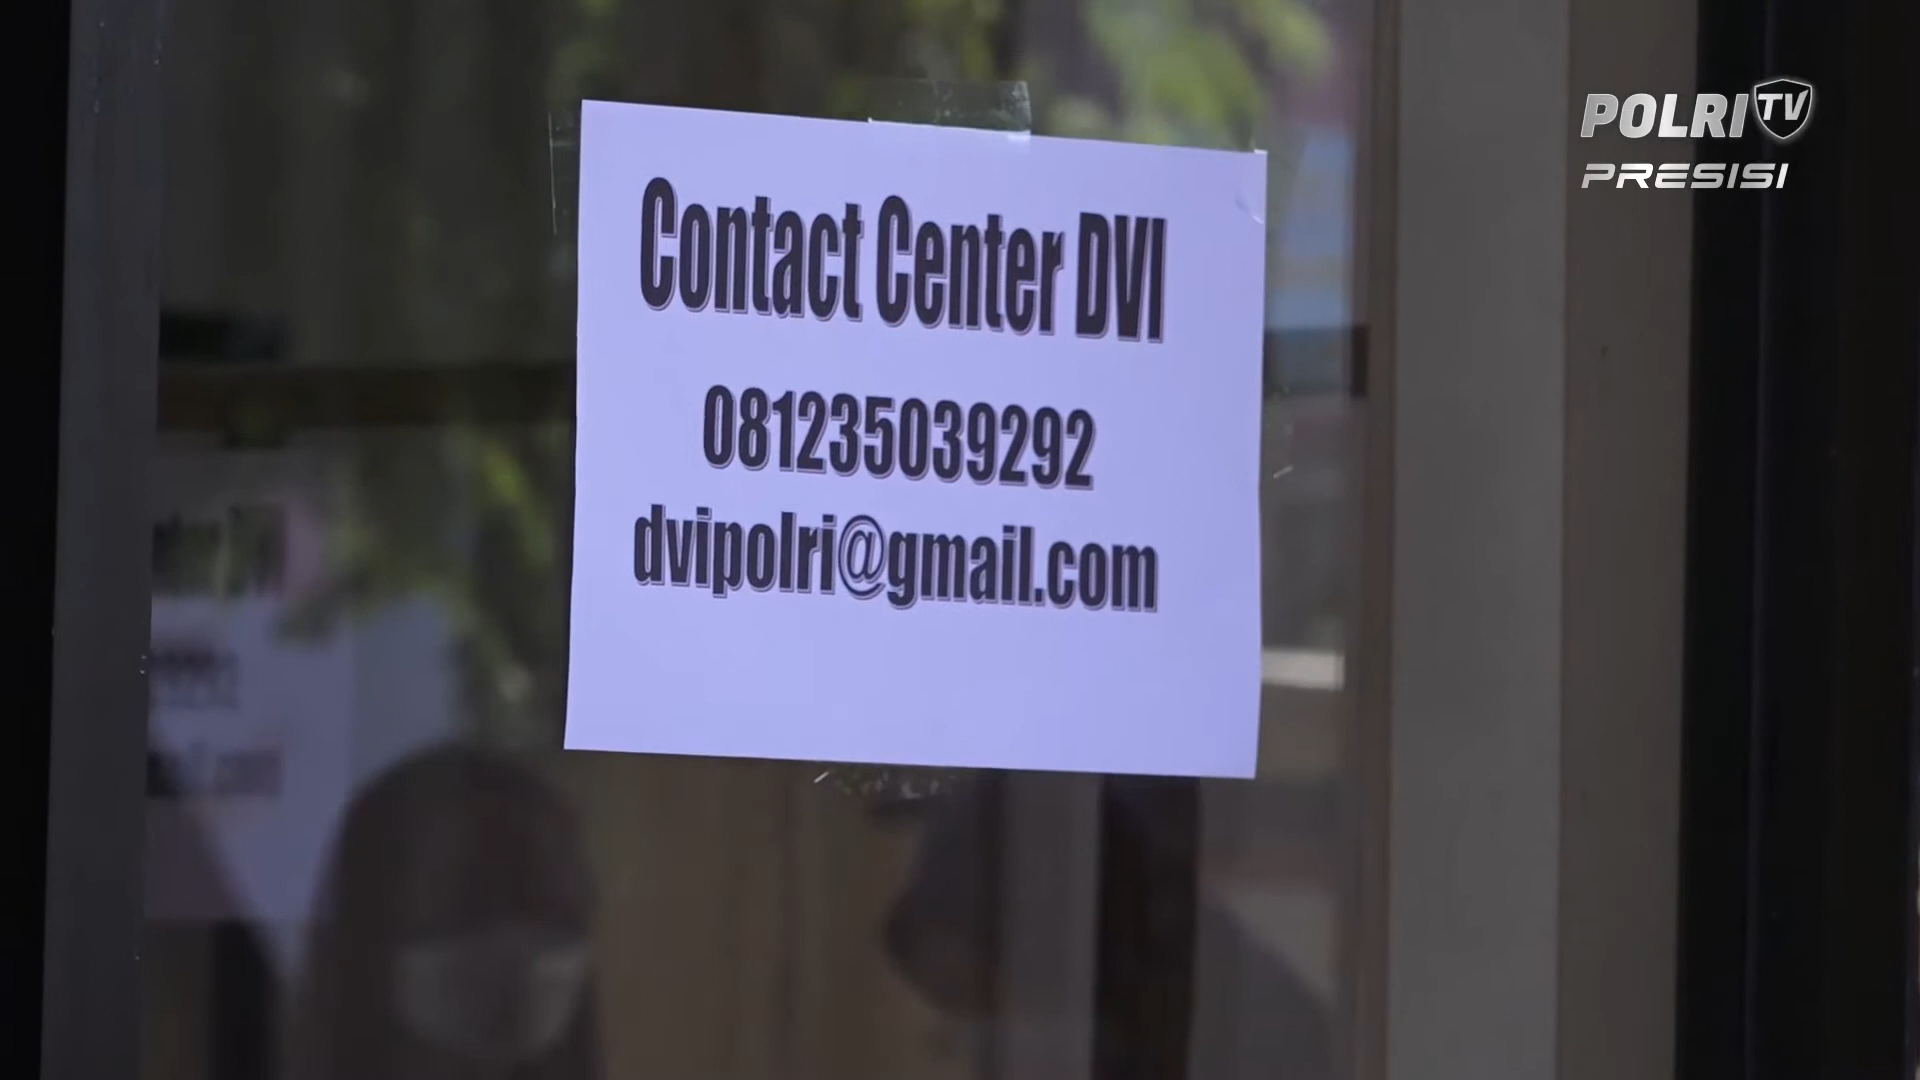 POLRI TV
PRESISI
Contact Center DVI
081235039292
dvipolri@gmail.com